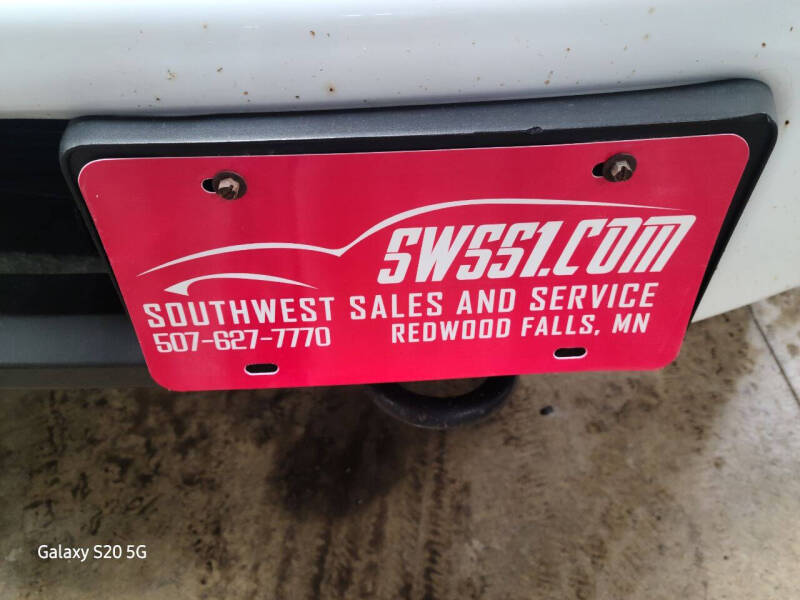 SWSS1.COM
SOUTHWEST SALES AND SERVICE
507-627-7770 REDWOOD FALLS, MN
Galaxy S20 5G